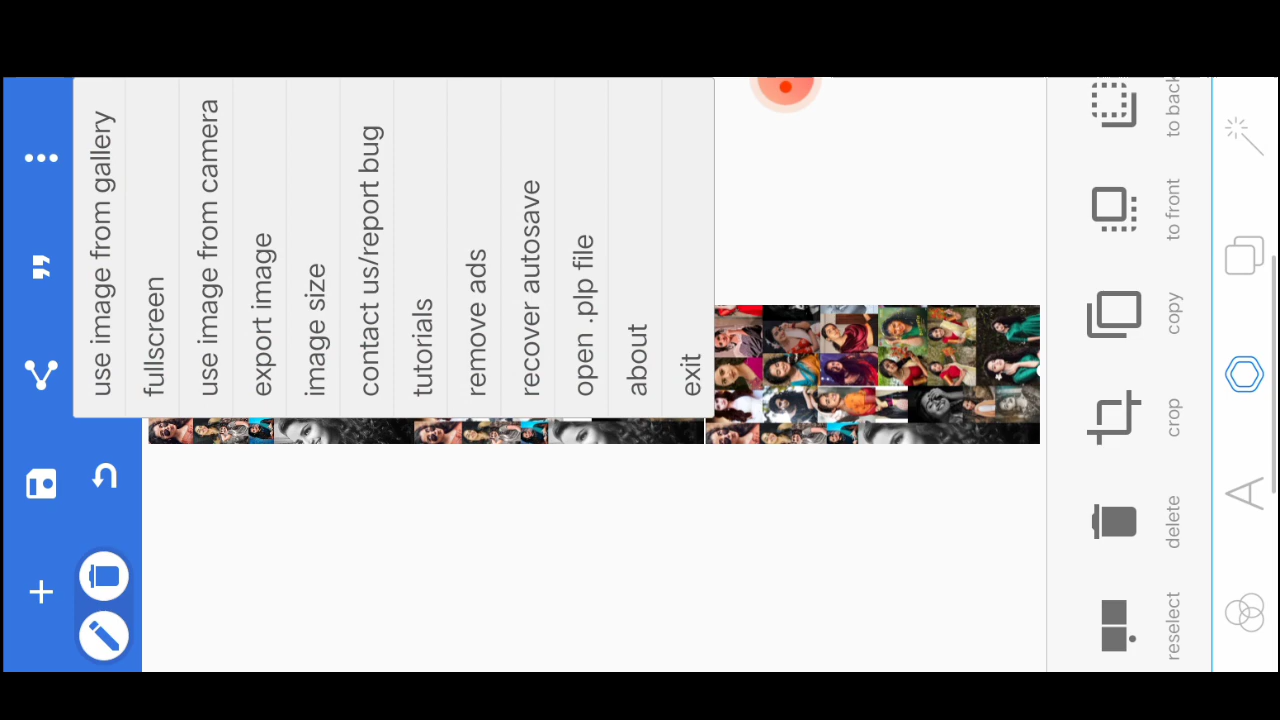 use image from gallery
fullscreen
use image from camera
export image
image size
contact us/report bug
tutorials
remove ads
recover autosave
open .plp file
about
exit
reselect
delete
crop
copy
to front
to back
A